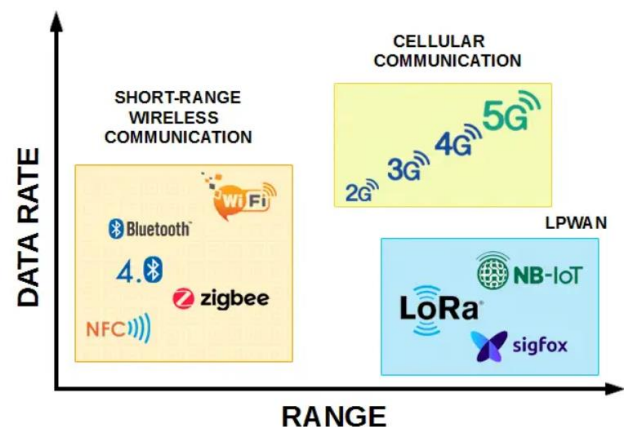 CELLULAR
COMMUNICATION
SHORT-RANGE
WIRELESS
COMMUNICATION
5G
4G
3G
2G
WiFi
Bluetooth™
4.0
zigbee
NFC
LPWAN
NB-IoT
LoRa®
sigfox
DATA RATE
RANGE